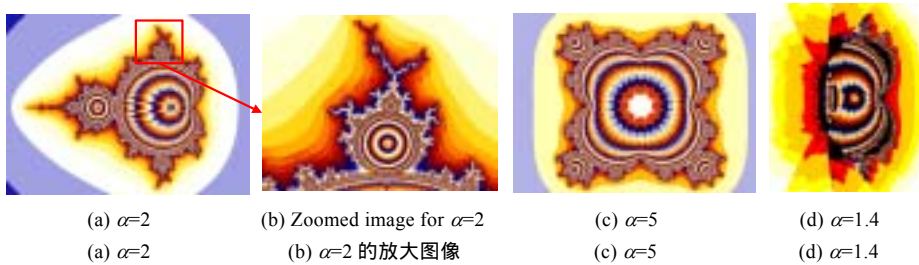 (a) α=2 (b) Zoomed image for α=2 (c) α=5 (d) α=1.4
(a) α=2 (b) α=2 的放大图像 (c) α=5 (d) α=1.4